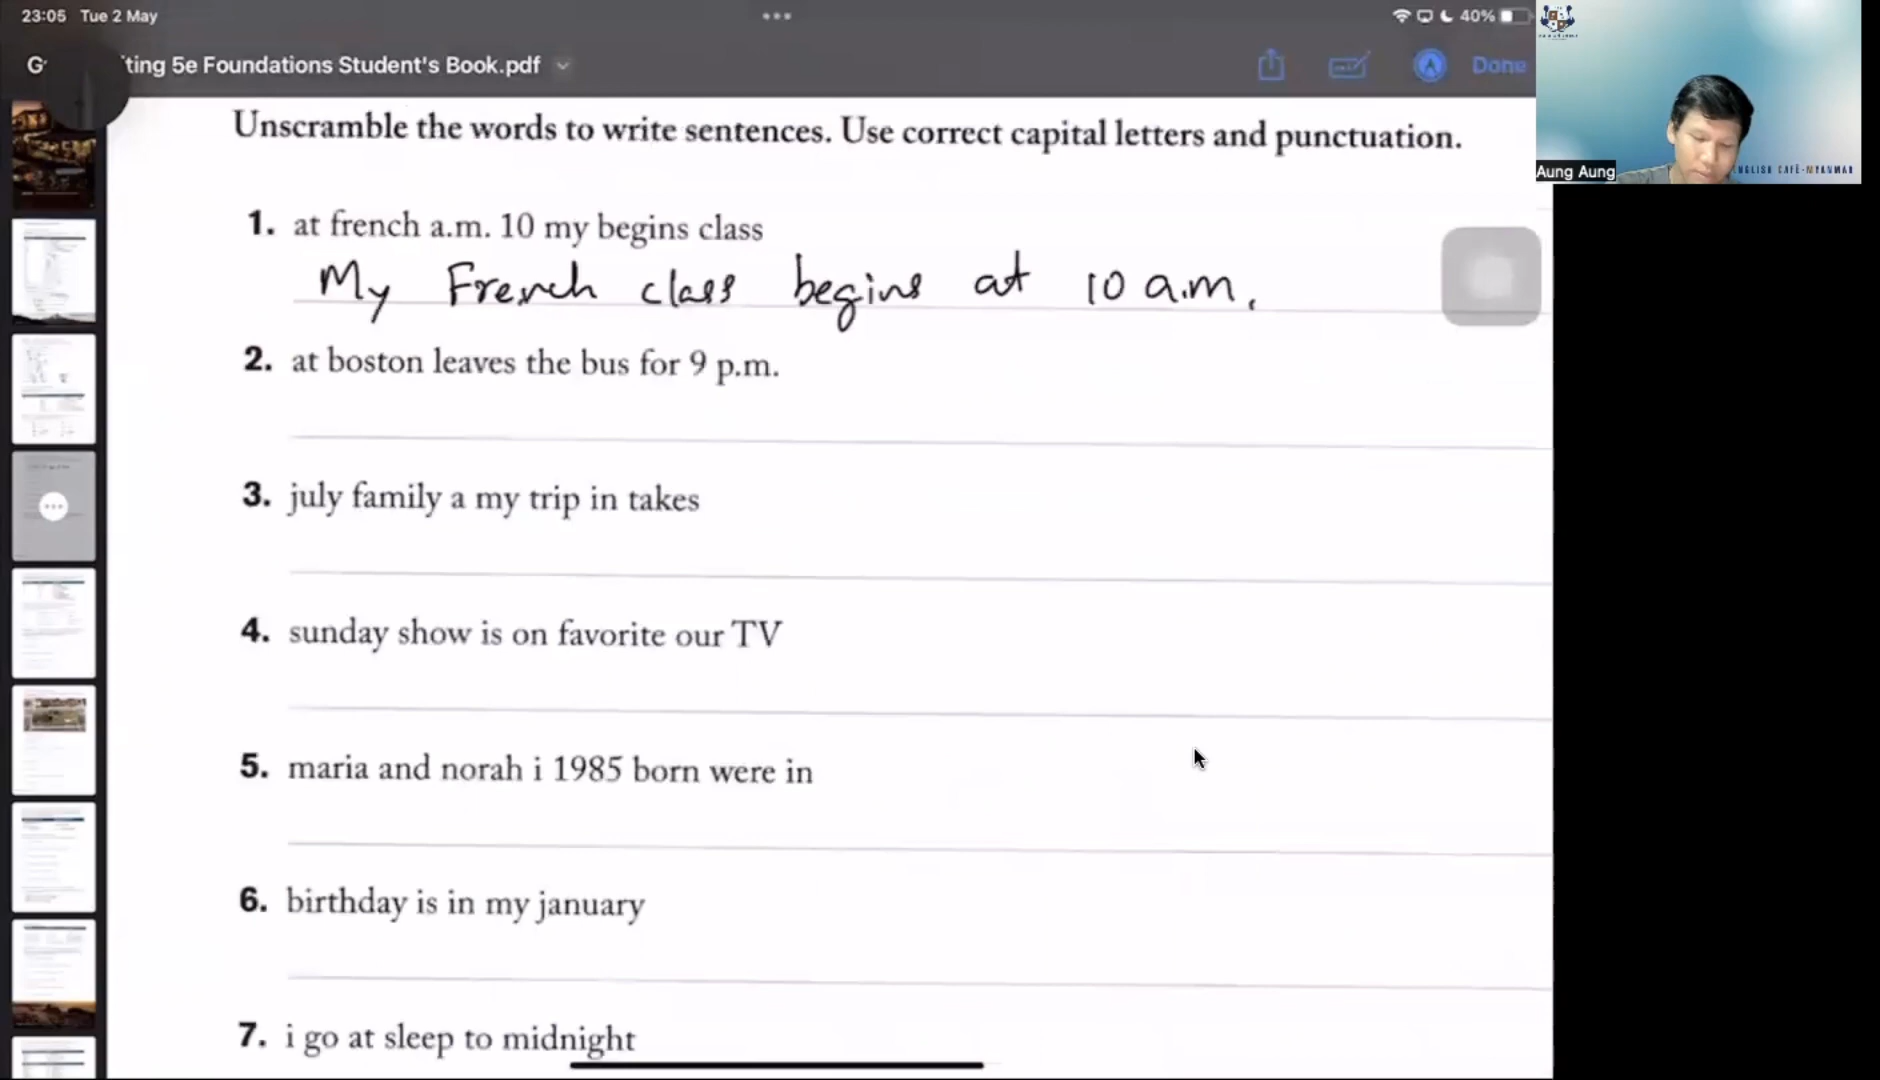 23:05 Tue 2 May
40%
ting 5e Foundations Student's Book.pdf
Done
Unscramble the words to write sentences. Use correct capital letters and punctuation.
Aung Aung
ENGLISH CAFÉ-MYANMAR
1. at french a.m. 10 my begins class
My French class begins at 10 a.m.
2. at boston leaves the bus for 9 p.m.
3. july family a my trip in takes
4. sunday show is on favorite our TV
5. maria and norah i 1985 born were in
6. birthday is in my january
7. i go at sleep to midnight